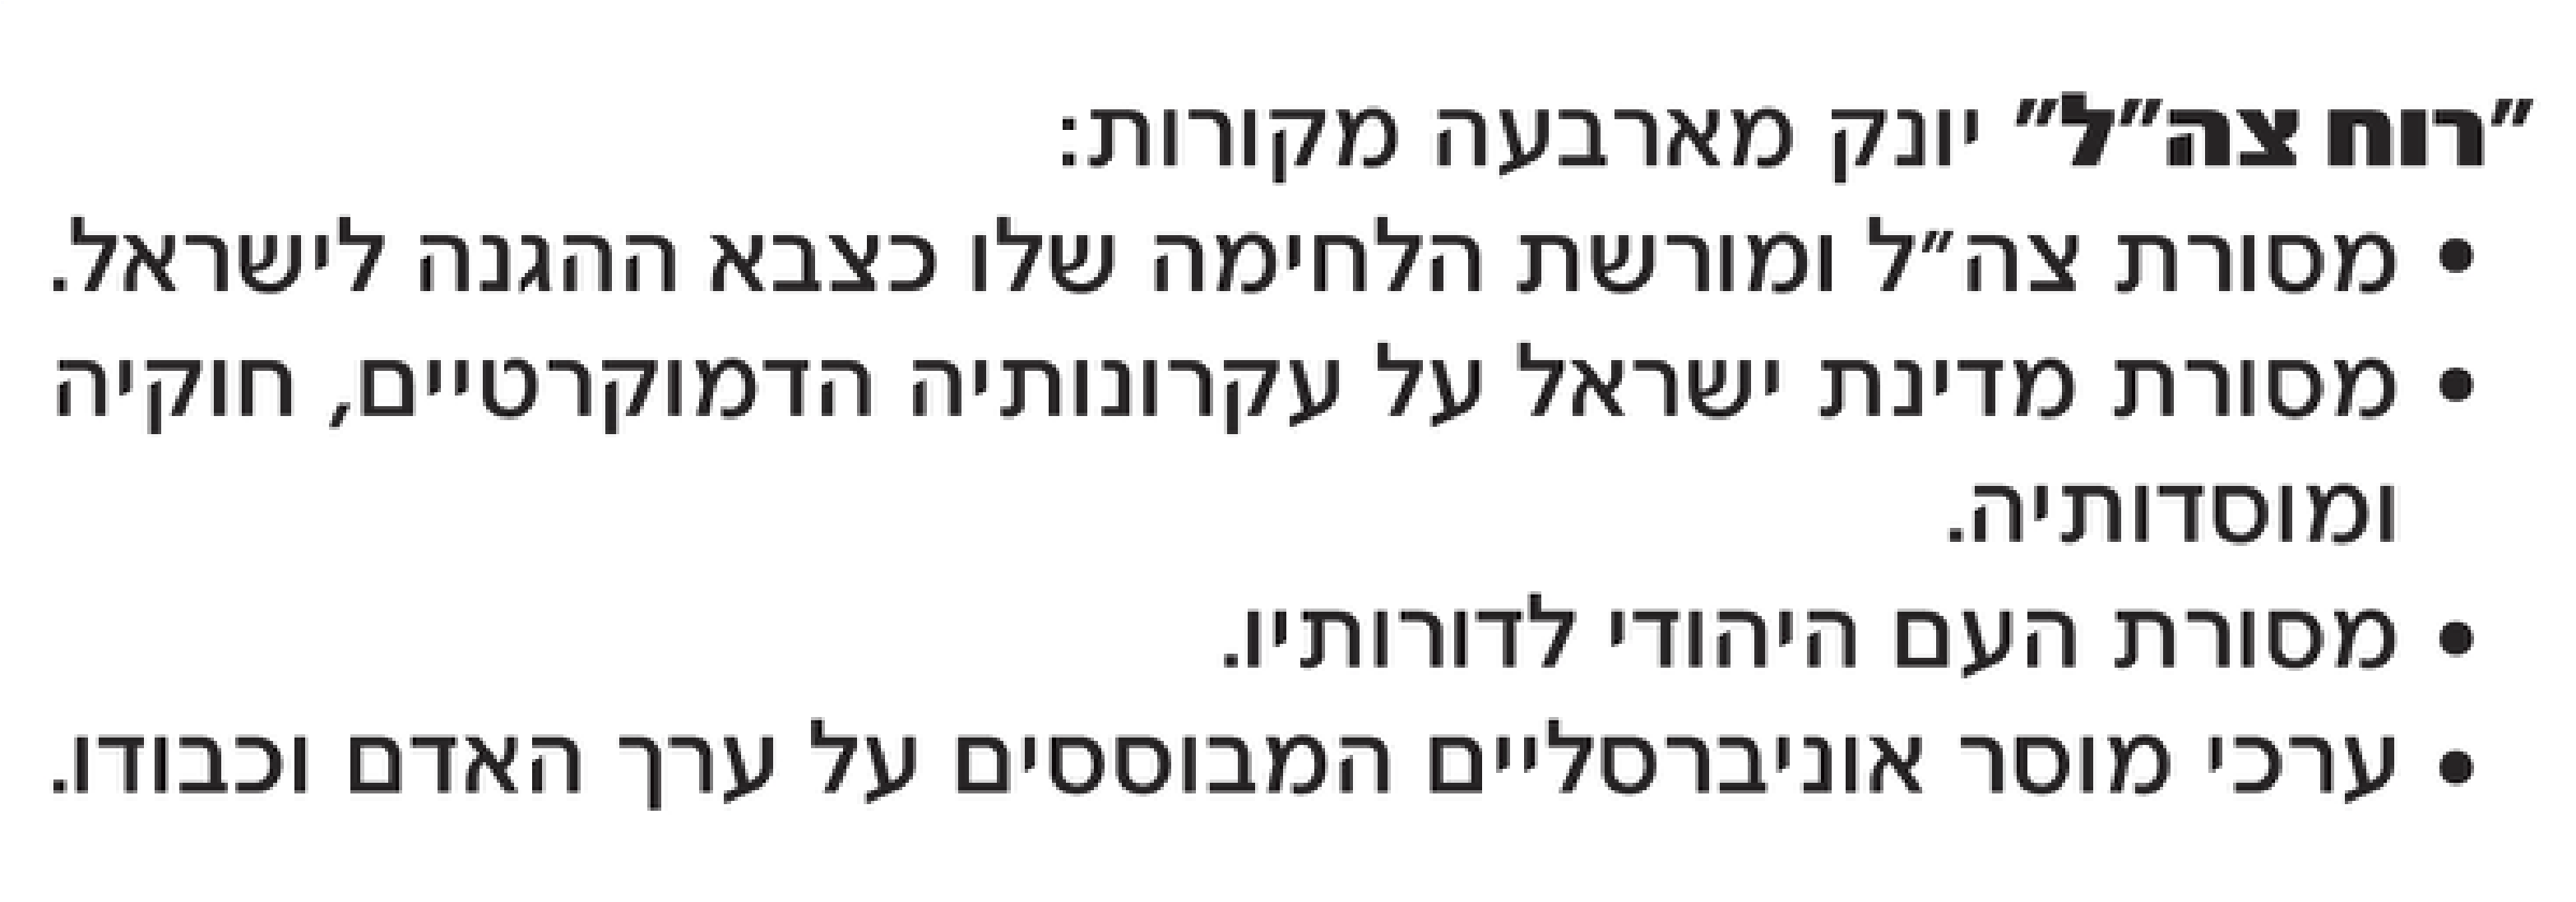 "רוח צה"ל" יונק מארבעה מקורות:
• מסורת צה"ל ומורשת הלחימה שלו כצבא ההגנה לישראל.
• מסורת מדינת ישראל על עקרונותיה הדמוקרטיים, חוקיה
ומוסדותיה.
• מסורת העם היהודי לדורותיו.
• ערכי מוסר אוניברסליים המבוססים על ערך האדם וכבודו.